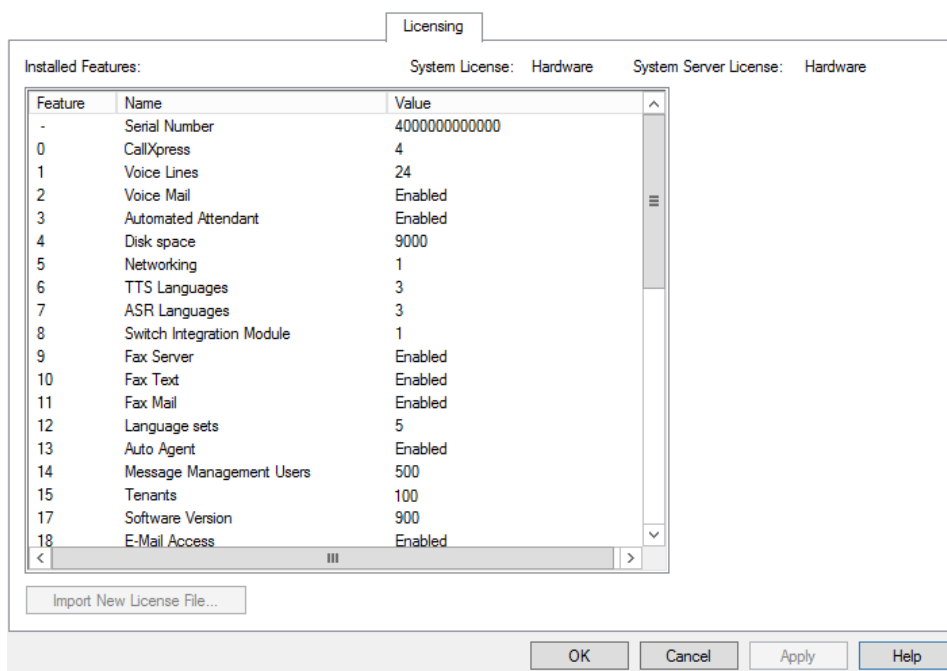 Licensing
Installed Features: System License: Hardware System Server License: Hardware
Feature Name Value
- Serial Number 4000000000000
0 CallXpress 4
1 Voice Lines 24
2 Voice Mail Enabled
3 Automated Attendant Enabled
4 Disk space 9000
5 Networking 1
6 TTS Languages 3
7 ASR Languages 3
8 Switch Integration Module 1
9 Fax Server Enabled
10 Fax Text Enabled
11 Fax Mail Enabled
12 Language sets 5
13 Auto Agent Enabled
14 Message Management Users 500
15 Tenants 100
17 Software Version 900
18 E-Mail Access Enabled
Import New License File...
OK Cancel Apply Help